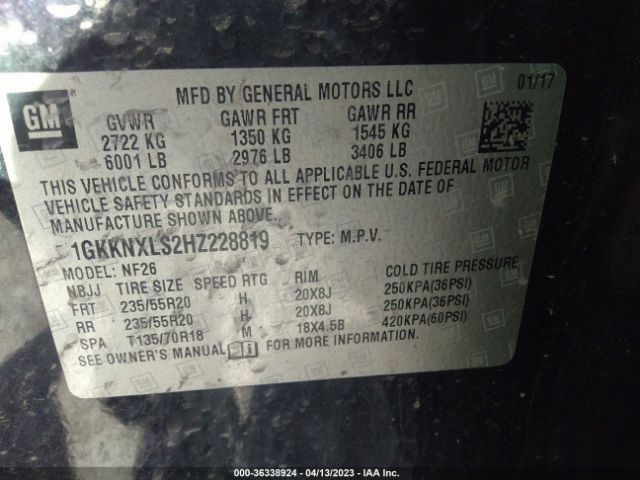 GM ®
MFD BY GENERAL MOTORS LLC 01/17
GVWR GAWR FRT GAWR RR
2722 KG 1350 KG 1545 KG
6001 LB 2976 LB 3406 LB
THIS VEHICLE CONFORMS TO ALL APPLICABLE U.S. FEDERAL MOTOR
VEHICLE SAFETY STANDARDS IN EFFECT ON THE DATE OF
MANUFACTURE SHOWN ABOVE.
1GKKNXLS2HZ228819 TYPE: M.P.V.
MODEL: NF26
NBJJ TIRE SIZE SPEED RTG RIM COLD TIRE PRESSURE
FRT 235/55R20 H 20X8J 250KPA(36PSI)
RR 235/55R20 H 20X8J 250KPA(36PSI)
SPA T135/70R18 M 18X4.5B 420KPA(60PSI)
SEE OWNER'S MANUAL FOR MORE INFORMATION.
000-36338924 - 04/13/2023 - IAA Inc.